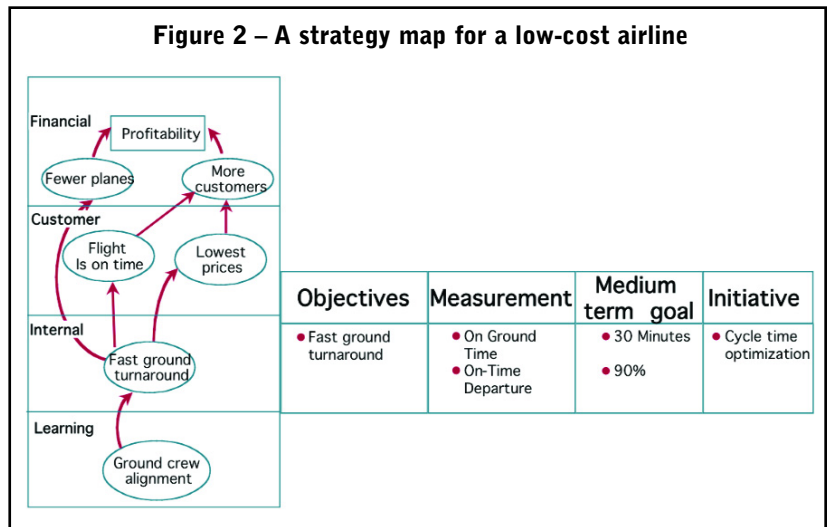 Figure 2 – A strategy map for a low-cost airline
Financial
Profitability
Fewer planes
More
customers
Customer
Flight
Is on time
Lowest
prices
Internal
Fast ground
turnaround
Learning
Ground crew
alignment
Objectives
Measurement
Medium
term goal
Initiative
Fast ground
turnaround
On Ground
Time
On-Time
Departure
30 Minutes
90%
Cycle time
optimization